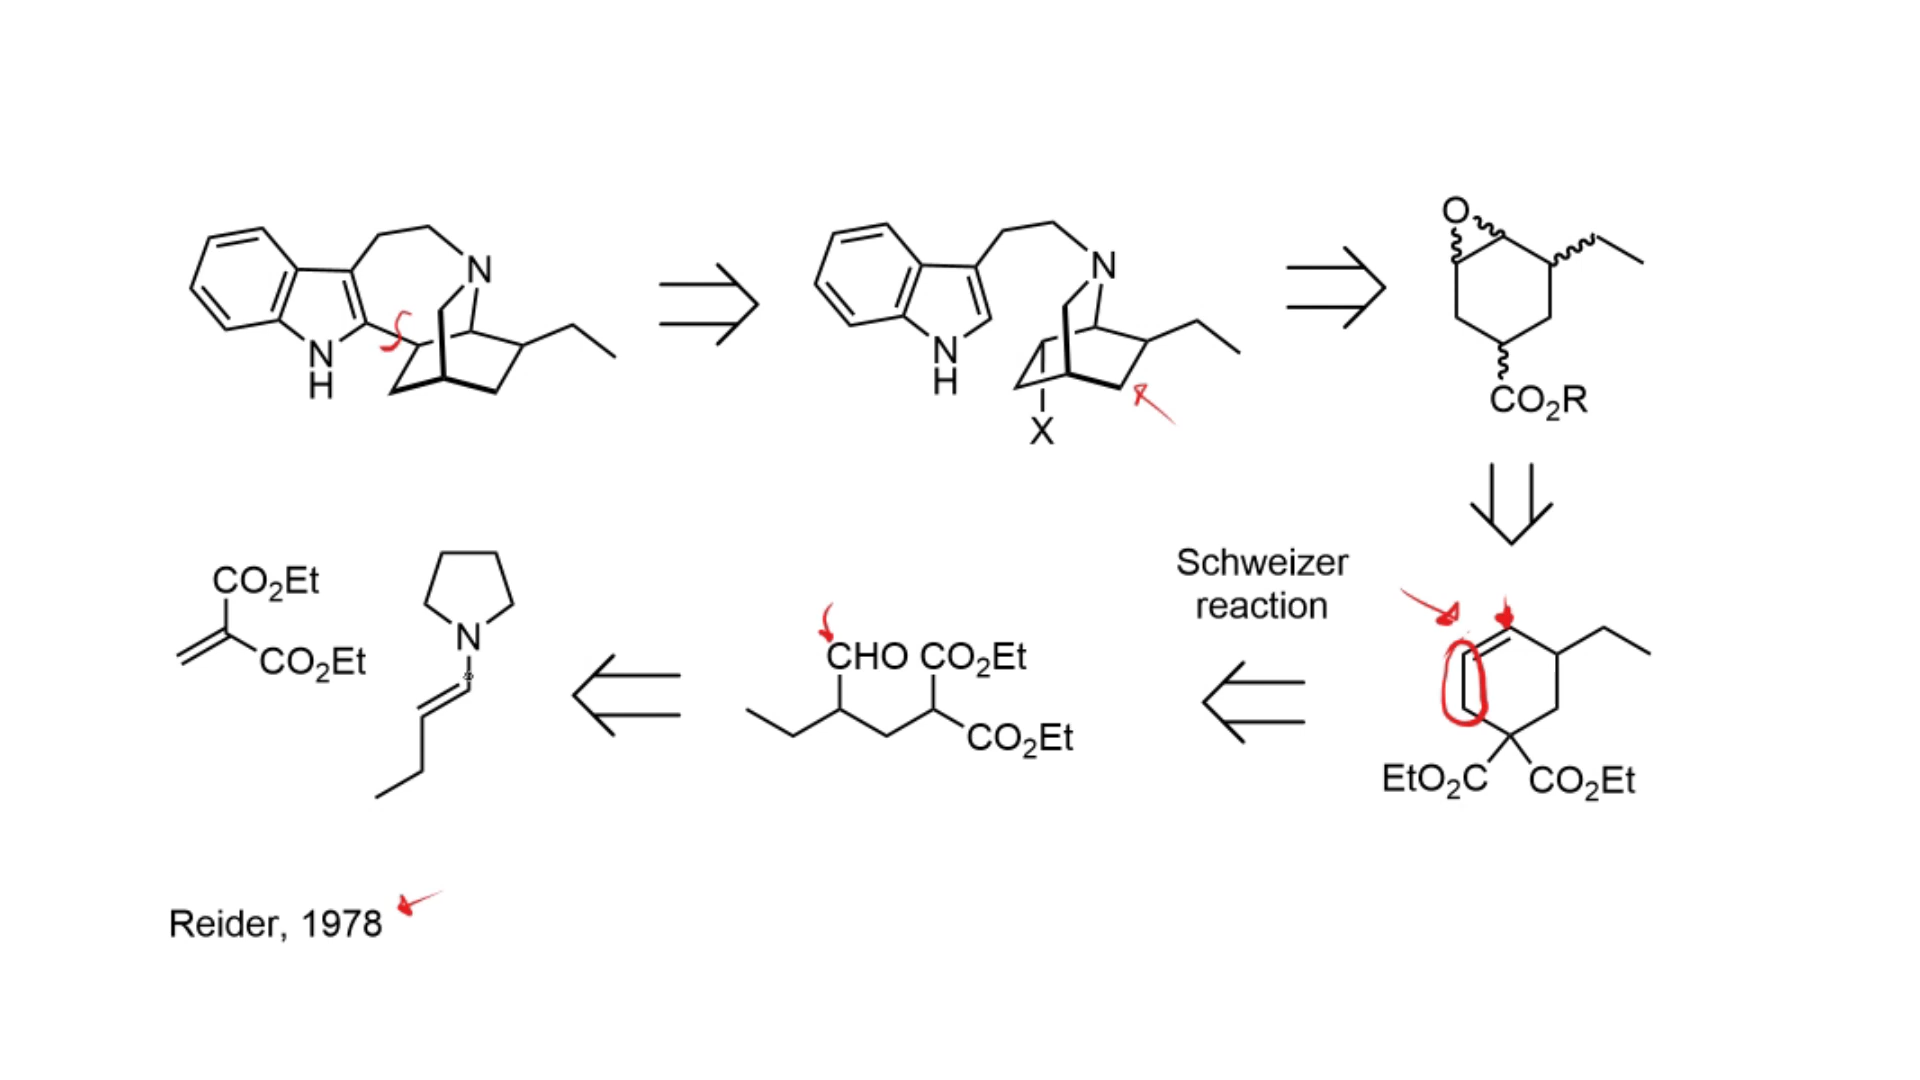 N
H
N
N
H
N
X
O
CO2R
Schweizer
reaction
CO2Et
CO2Et
N
CHO CO2Et
CO2Et
EtO2C CO2Et
Reider, 1978